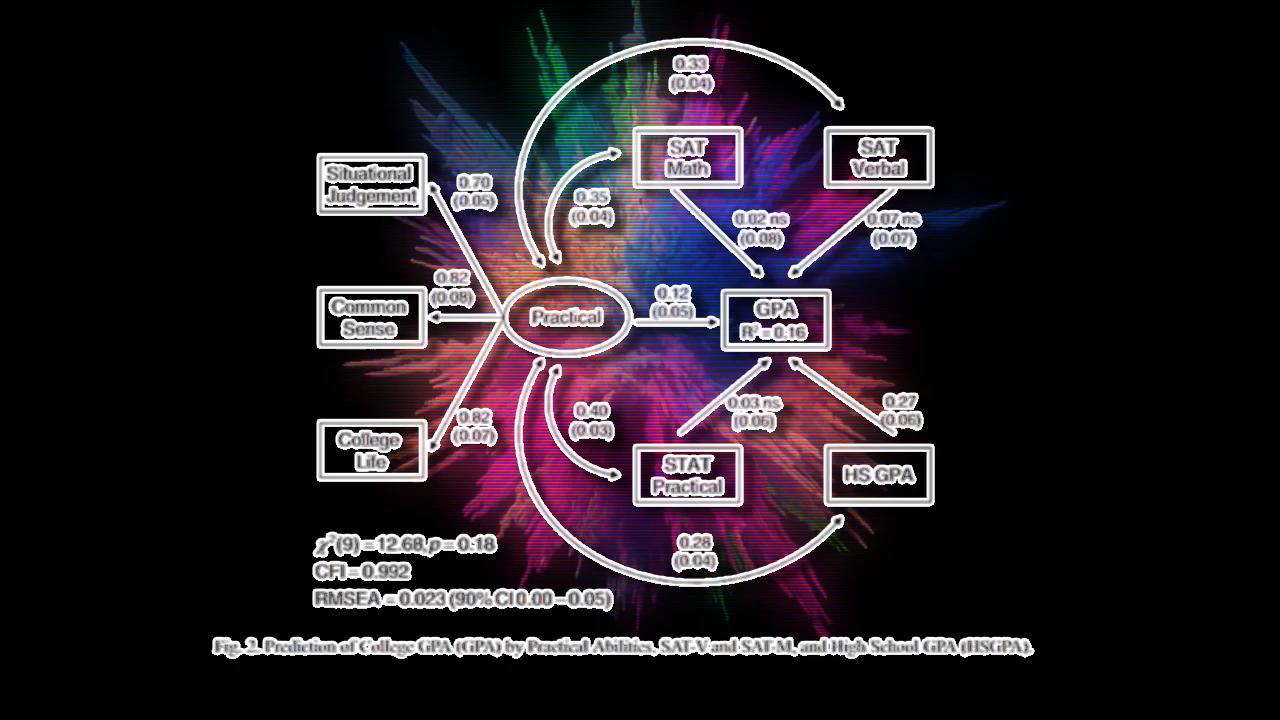 0.33
(0.04)
SAT
Math
SAT
Verbal
Situational
Judgement
0.70
(0.05)
0.35
(0.04)
0.02 ns
(0.08)
0.07 ns
(0.07)
0.82
(0.08)
Common
Sense
Practical
0.12
(0.05)
GPA
R² = 0.16
0.82
(0.07)
College
Life
0.40
(0.03)
0.03 ns
(0.06)
0.27
(0.06)
STAT
Practical
HS GPA
0.28
(0.04)
χ²(9) = 12.68, p = 0.18
CFI = 0.992
RMSEA = 0.023 (90% CI 0.00 – 0.05)
Fig. 2. Prediction of College GPA (GPA) by Practical Abilities, SAT-V and SAT-M, and High School GPA (HSGPA).